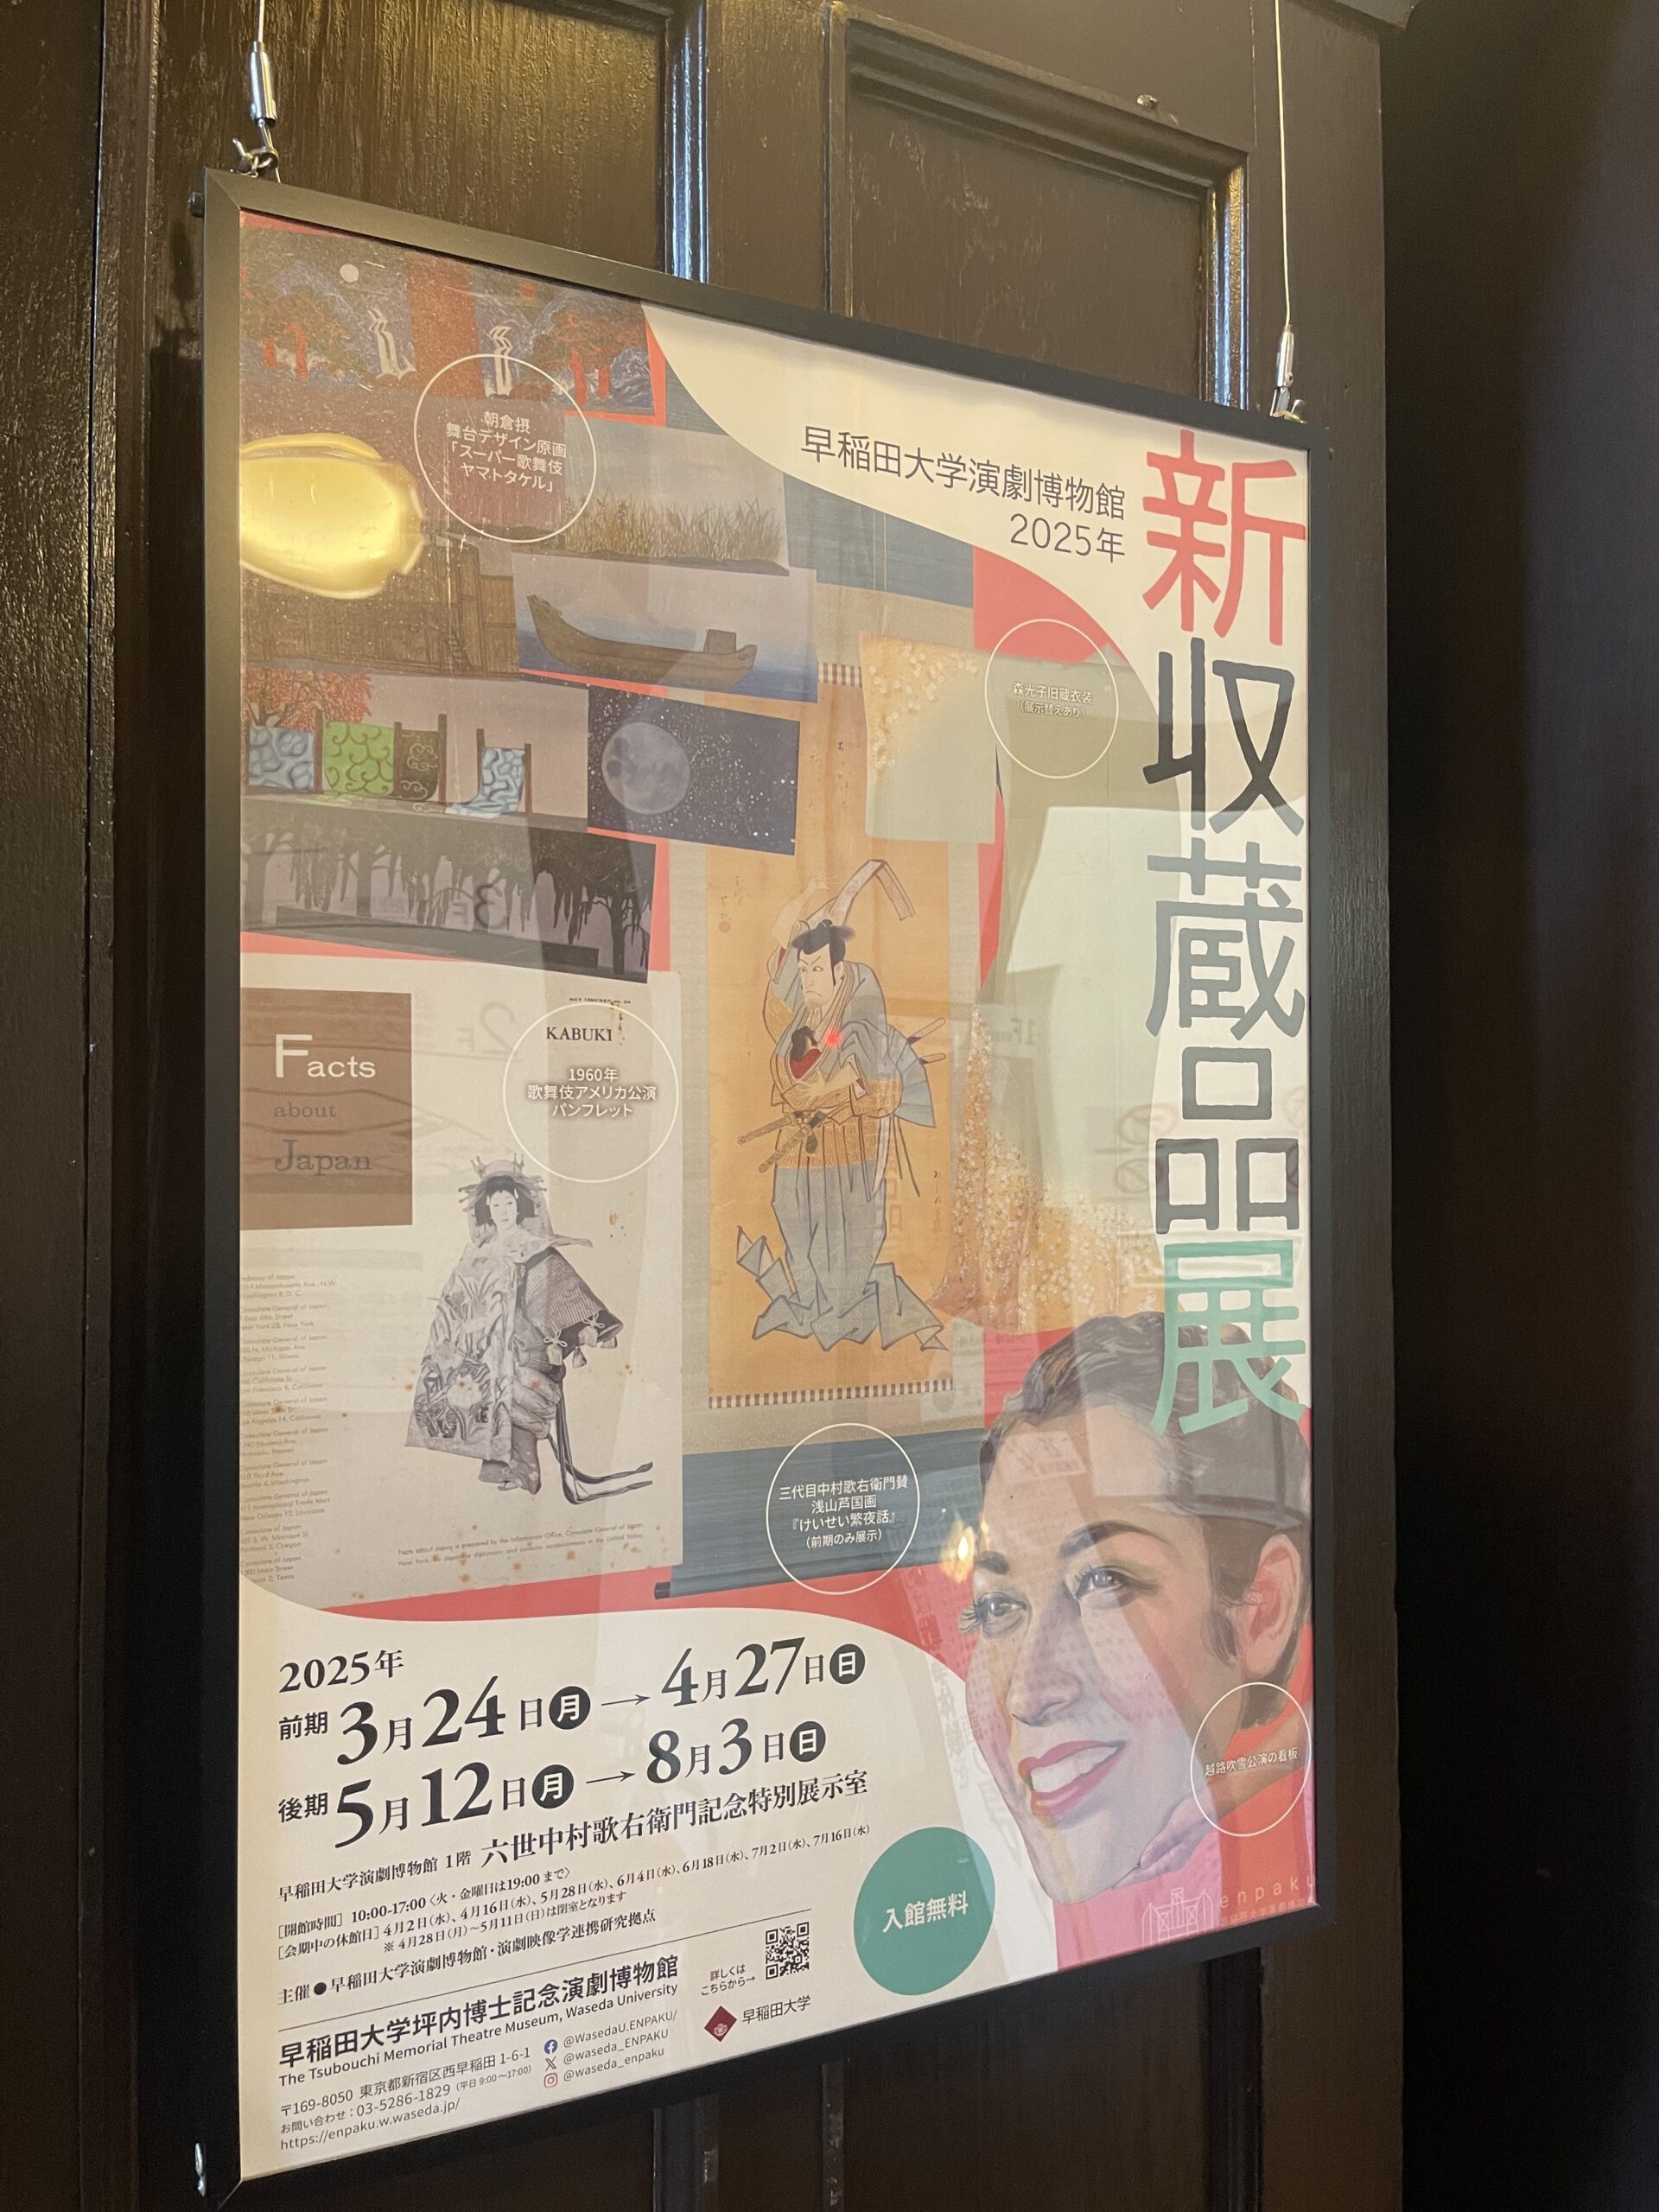 早稲田大学演劇博物館
2025年
新収蔵品展
朝倉摂
舞台デザイン原画
「スーパー歌舞伎
ヤマトタケル」
森光子旧蔵衣装
（展示替えあり）
Facts
about
Japan
KABUKI
1960年
歌舞伎アメリカ公演
パンフレット
Facts about Japan is prepared by the Information Office, Consulate General of Japan,
三代目中村歌右衛門賛
浅山芦国画
『けいせい繁夜話』
（前期のみ展示）
越路吹雪公演の看板
2025年
前期 3月24日月→4月27日日
後期 5月12日月→8月3日日
早稲田大学演劇博物館 1階 六世中村歌右衛門記念特別展示室
［開館時間］10:00-17:00〈火・金曜日は19:00まで〉
［会期中の休館日］4月2日(水)、4月16日(水)、5月28日(水)、6月4日(水)、6月18日(水)、7月2日(水)、7月16日(水)
※4月28日(月)～5月11日(日)は閉室となります
主催●早稲田大学演劇博物館・演劇映像学連携研究拠点
入館無料
早稲田大学坪内博士記念演劇博物館
The Tsubouchi Memorial Theatre Museum, Waseda University
〒169-8050 東京都新宿区西早稲田 1-6-1
お問い合わせ：03-5286-1829（平日 9:00～17:00）
https://enpaku.w.waseda.jp/
@WasedaU.ENPAKU/
@waseda_ENPAKU
@waseda_enpaku
詳しくは
こちらから→
早稲田大学
enpaku